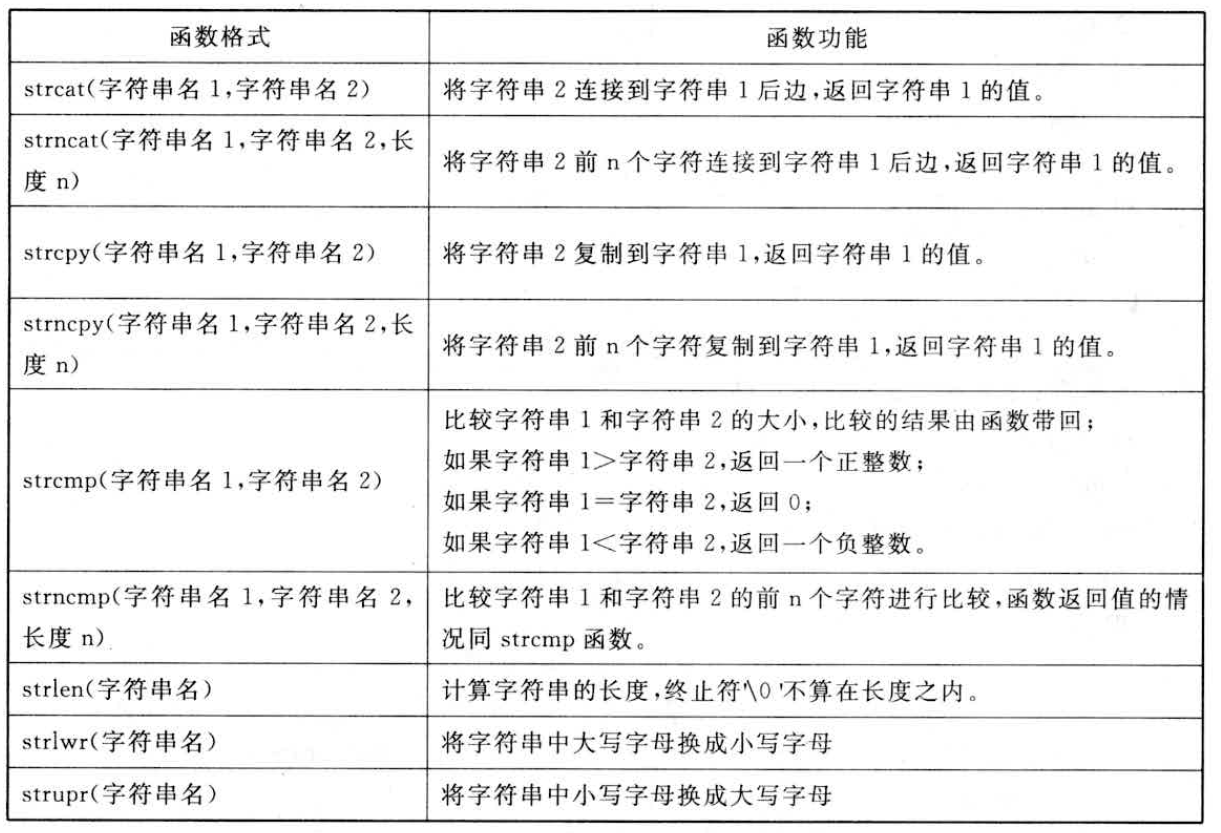 函数格式
函数功能
strcat(字符串名 1,字符串名 2)
将字符串 2 连接到字符串 1 后边,返回字符串 1 的值。
strncat(字符串名 1,字符串名 2,长
度 n)
将字符串 2 前 n 个字符连接到字符串 1 后边,返回字符串 1 的值。
strcpy(字符串名 1,字符串名 2)
将字符串 2 复制到字符串 1,返回字符串 1 的值。
strncpy(字符串名 1,字符串名 2,长
度 n)
将字符串 2 前 n 个字符复制到字符串 1,返回字符串 1 的值。
strcmp(字符串名 1,字符串名 2)
比较字符串 1 和字符串 2 的大小,比较的结果由函数带回;
如果字符串 1>字符串 2,返回一个正整数;
如果字符串 1=字符串 2,返回 0;
如果字符串 1<字符串 2,返回一个负整数。
strncmp(字符串名 1,字符串名 2,
长度 n)
比较字符串 1 和字符串 2 的前 n 个字符进行比较,函数返回值的情
况同 strcmp 函数。
strlen(字符串名)
计算字符串的长度,终止符'\0 '不算在长度之内。
strlwr(字符串名)
将字符串中大写字母换成小写字母
strupr(字符串名)
将字符串中小写字母换成大写字母